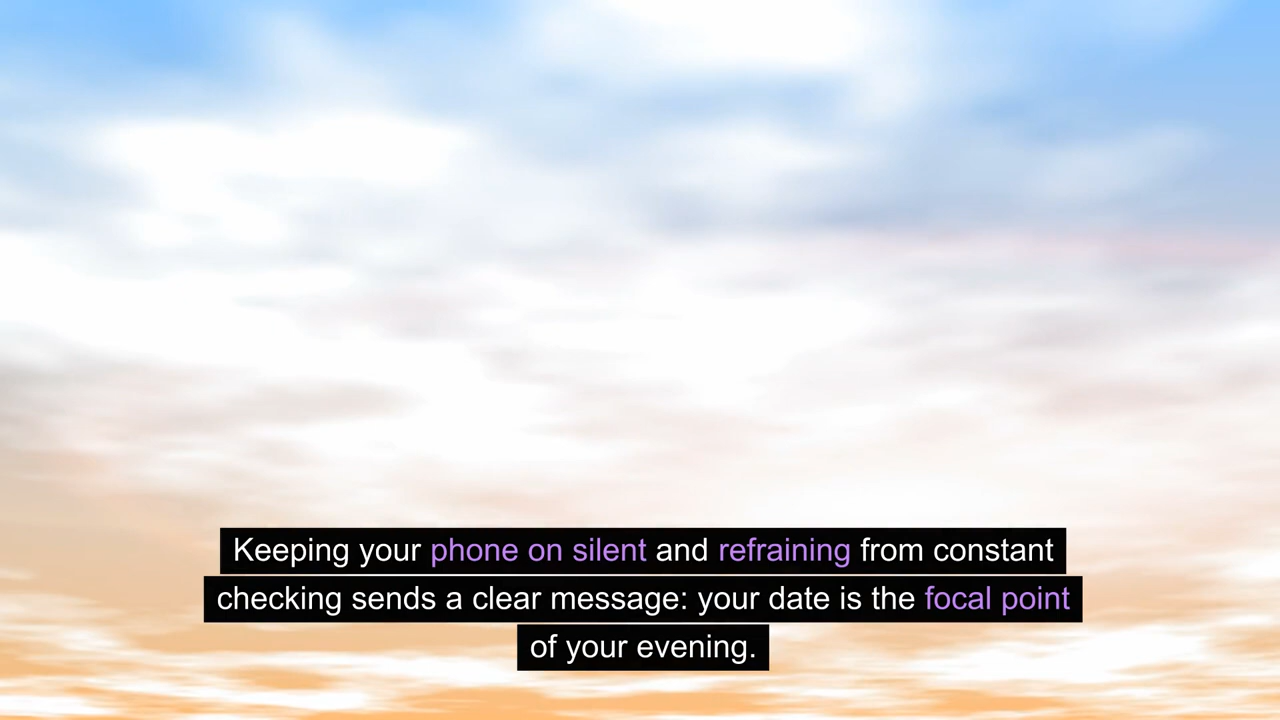 Keeping your phone on silent and refraining from constant
checking sends a clear message: your date is the focal point
of your evening.